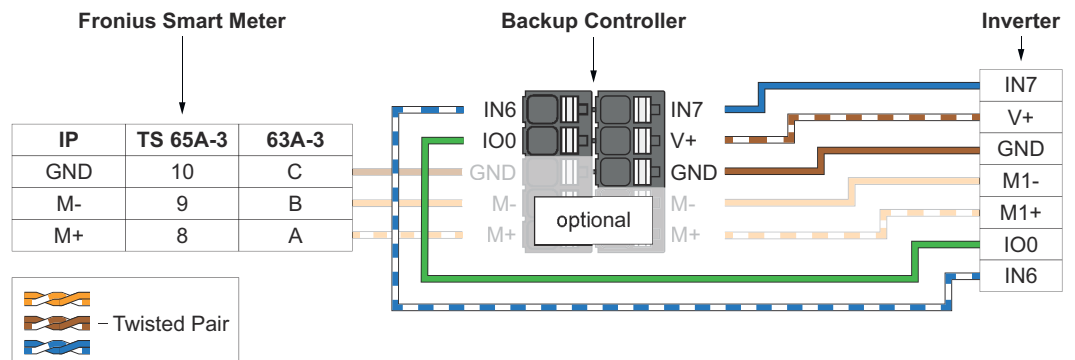 Fronius Smart Meter
Backup Controller
Inverter
IP TS 65A-3 63A-3
GND 10 C
M- 9 B
M+ 8 A
IN6 IN7
IO0 V+
GND GND
M- M-
M+ M+
optional
IN7
V+
GND
M1-
M1+
IO0
IN6
Twisted Pair